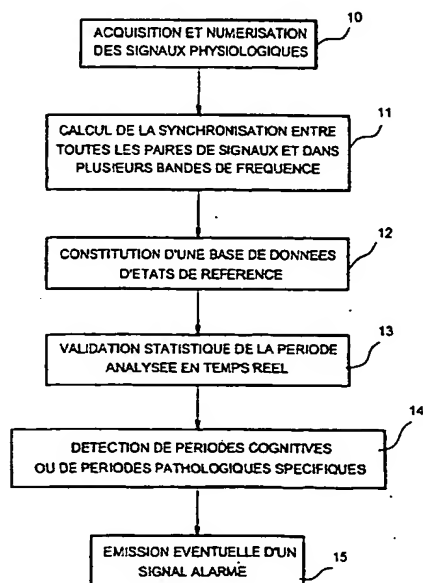 ACQUISITION ET NUMERISATION
DES SIGNAUX PHYSIOLOGIQUES
10
CALCUL DE LA SYNCHRONISATION ENTRE
TOUTES LES PAIRES DE SIGNAUX ET DANS
PLUSIEURS BANDES DE FREQUENCE
11
CONSTITUTION D'UNE BASE DE DONNEES
D'ETATS DE REFERENCE
12
VALIDATION STATISTIQUE DE LA PERIODE
ANALYSEE EN TEMPS REEL
13
DETECTION DE PERIODES COGNITIVES
OU DE PERIODES PATHOLOGIQUES SPECIFIQUES
14
EMISSION EVENTUELLE D'UN
SIGNAL ALARME
15